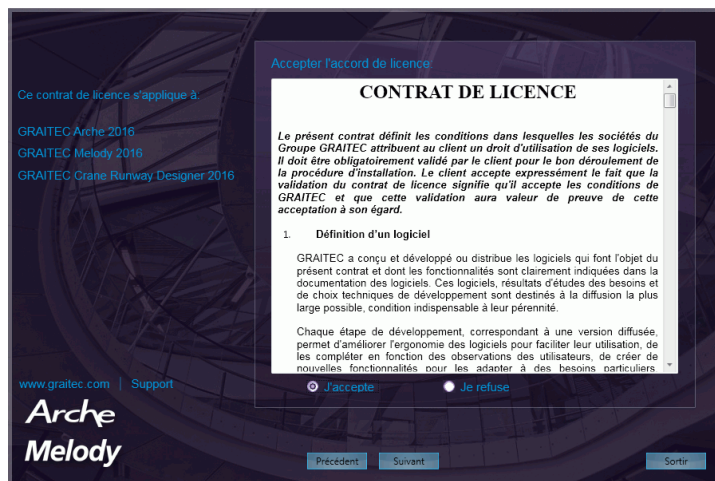 Accepter l'accord de licence
Ce contrat de licence s'applique à:
GRAITEC Arche 2016
GRAITEC Melody 2016
GRAITEC Crane Runway Designer 2016
CONTRAT DE LICENCE
Le présent contrat définit les conditions dans lesquelles les sociétés du
Groupe GRAITEC attribuent au client un droit d'utilisation de ses logiciels.
Il doit être obligatoirement validé par le client pour le bon déroulement de
la procédure d'installation. Le client accepte expressément le fait que la
validation du contrat de licence signifie qu'il accepte les conditions de
GRAITEC et que cette validation aura valeur de preuve de cette
acceptation à son égard.
1. Définition d'un logiciel
GRAITEC a conçu et développé ou distribue les logiciels qui font l'objet du
présent contrat et dont les fonctionnalités sont clairement indiquées dans la
documentation des logiciels. Ces logiciels, résultats d'études des besoins et
de choix techniques de développement sont destinés à la diffusion la plus
large possible, condition indispensable à leur pérennité.
Chaque étape de développement, correspondant à une version diffusée,
permet d'améliorer l'ergonomie des logiciels pour faciliter leur utilisation, de
les compléter en fonction des observations des utilisateurs, de créer de
nouvelles fonctionnalités pour les adapter à des besoins particuliers
www.graitec.com | Support
J'accepte
Je refuse
Arche
Melody
Précédent
Suivant
Sortir